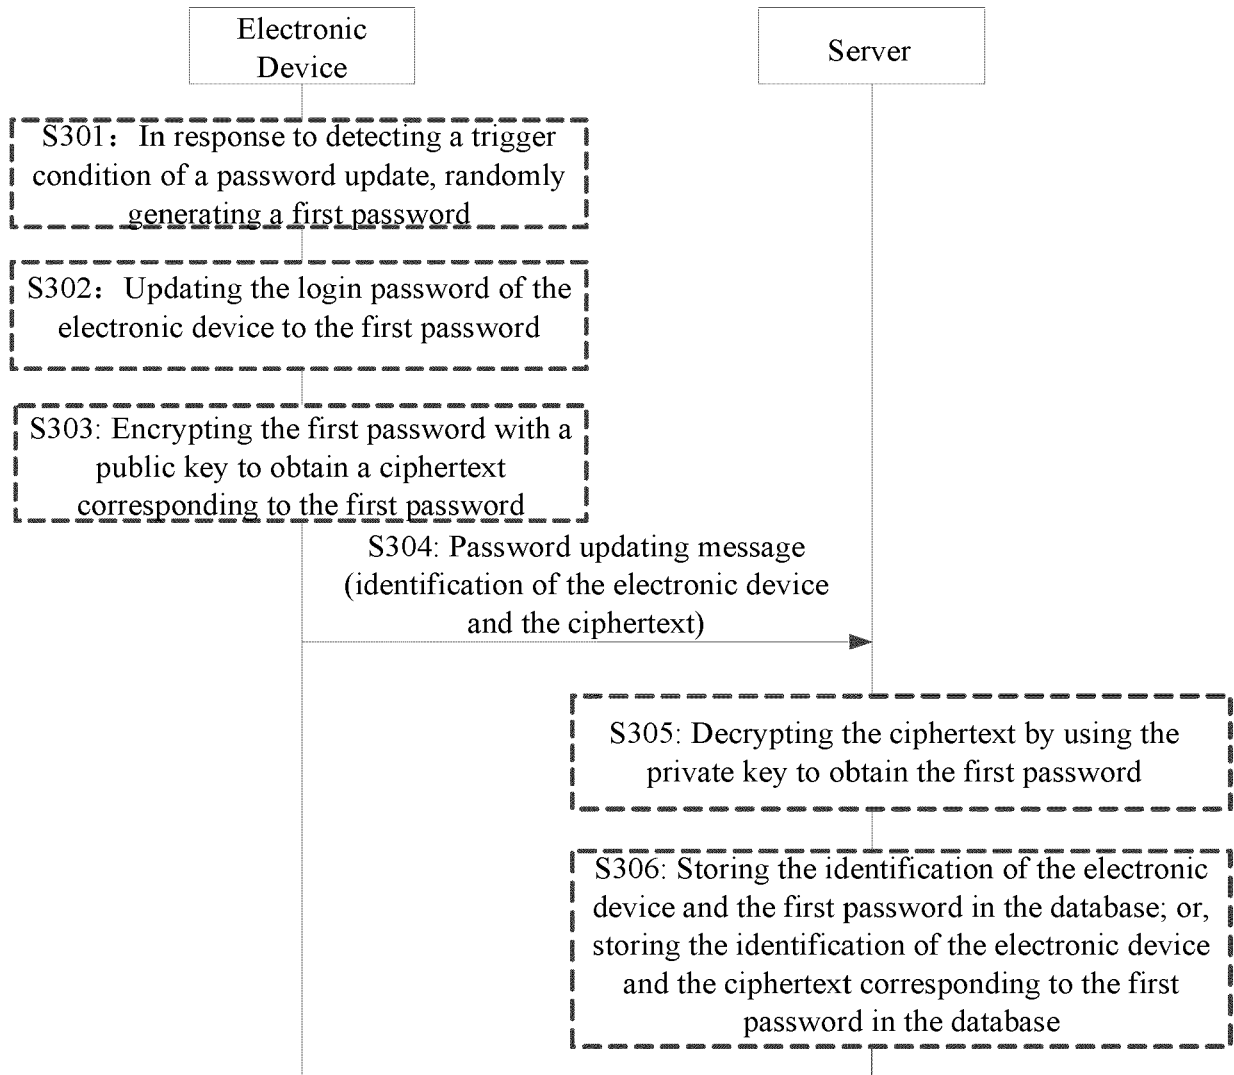 Electronic
Device
Server
S301：In response to detecting a trigger
condition of a password update, randomly
generating a first password
S302：Updating the login password of the
electronic device to the first password
S303: Encrypting the first password with a
public key to obtain a ciphertext
corresponding to the first password
S304: Password updating message
(identification of the electronic device
and the ciphertext)
S305: Decrypting the ciphertext by using the
private key to obtain the first password
S306: Storing the identification of the electronic
device and the first password in the database; or,
storing the identification of the electronic device
and the ciphertext corresponding to the first
password in the database